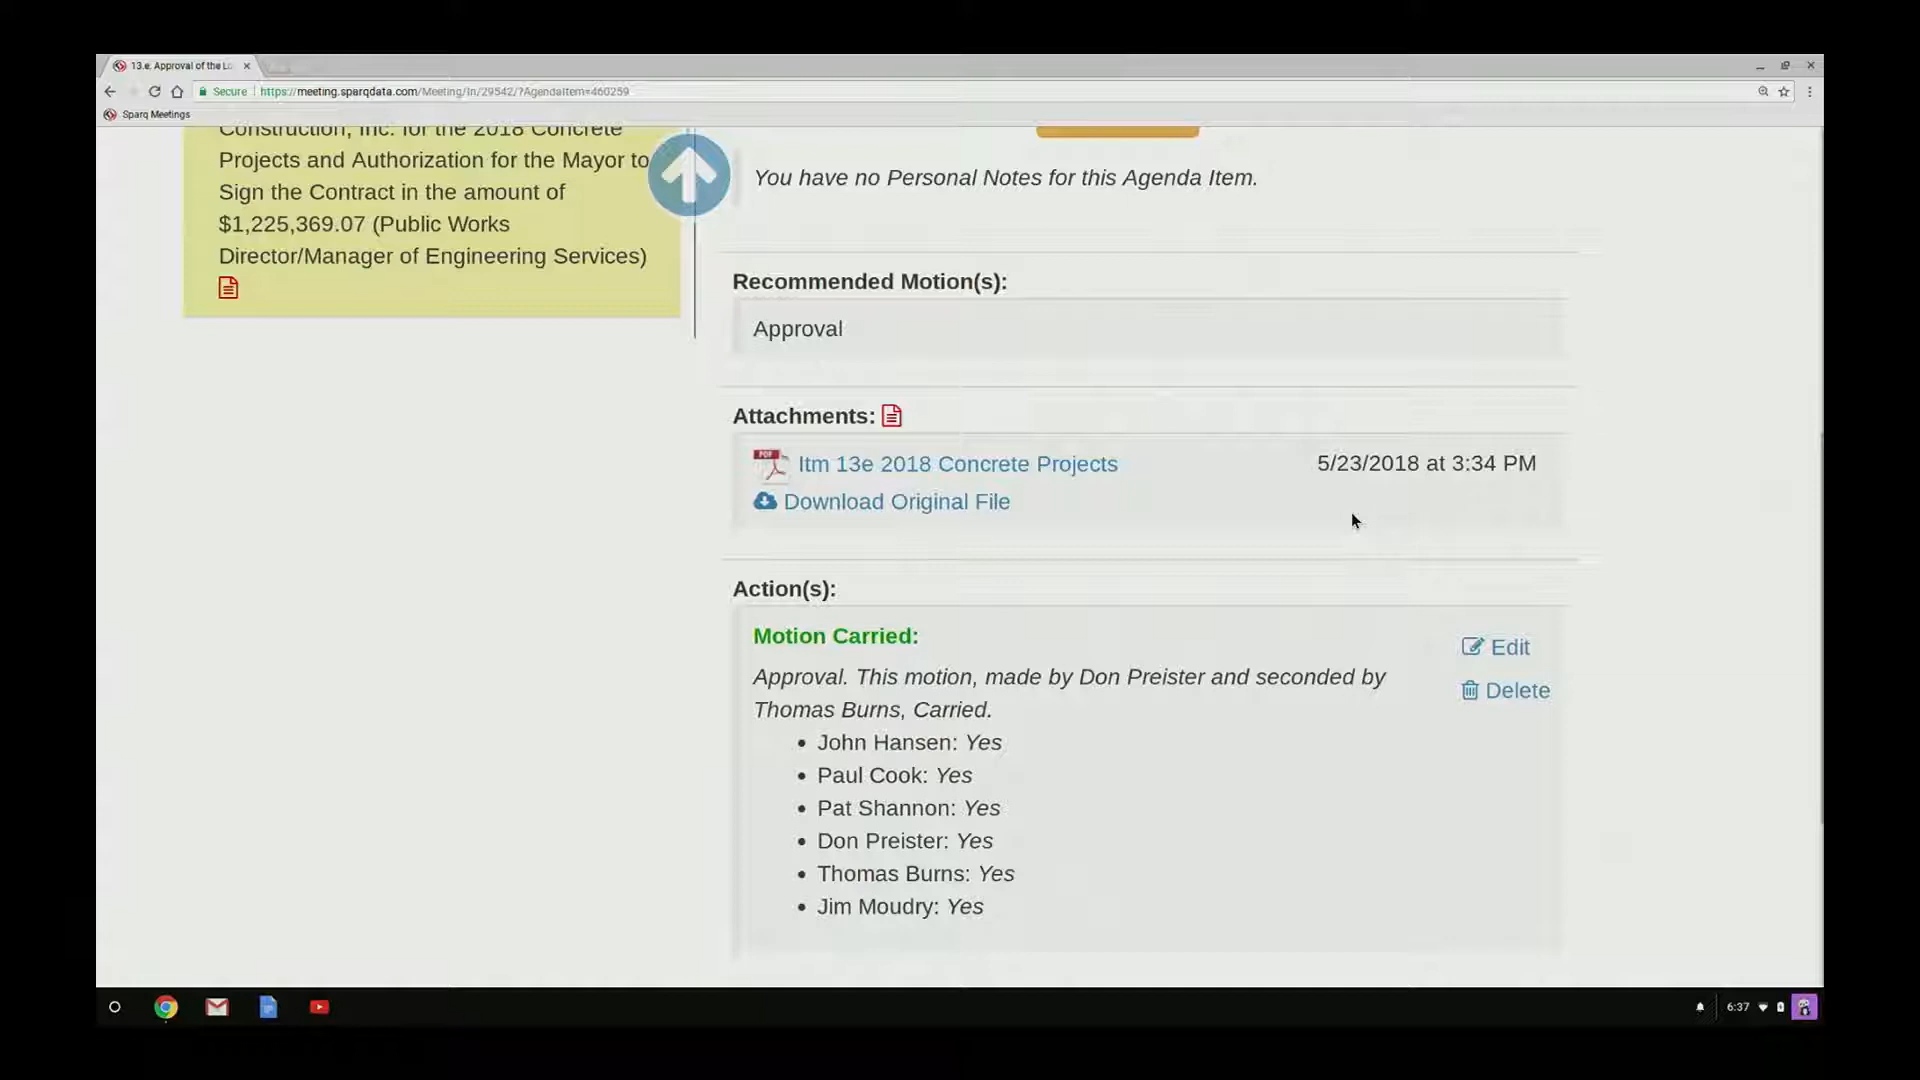 13.e. Approval of the Lo
Secure https://meeting.sparqdata.com/Meeting/In/29542/?AgendaItem=460259
Sparq Meetings
Construction, Inc. for the 2018 Concrete
Projects and Authorization for the Mayor to
Sign the Contract in the amount of
$1,225,369.07 (Public Works
Director/Manager of Engineering Services)
You have no Personal Notes for this Agenda Item.
Recommended Motion(s):
Approval
Attachments:
PDF
Itm 13e 2018 Concrete Projects 5/23/2018 at 3:34 PM
Download Original File
Action(s):
Motion Carried:
Edit
Approval. This motion, made by Don Preister and seconded by
Delete
Thomas Burns, Carried.
• John Hansen: Yes
• Paul Cook: Yes
• Pat Shannon: Yes
• Don Preister: Yes
• Thomas Burns: Yes
• Jim Moudry: Yes
6:37